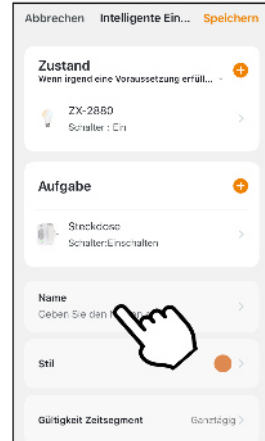 Abbrechen Intelligente Ein... Speichern
Zustand
Wenn irgend eine Voraussetzung erfüll...
ZX-2880
Schalter : Ein
Aufgabe
Steckdose
Schalter:Einschalten
Name
Geben Sie den
Stil
Gültigkeit Zeitsegment Ganztägig